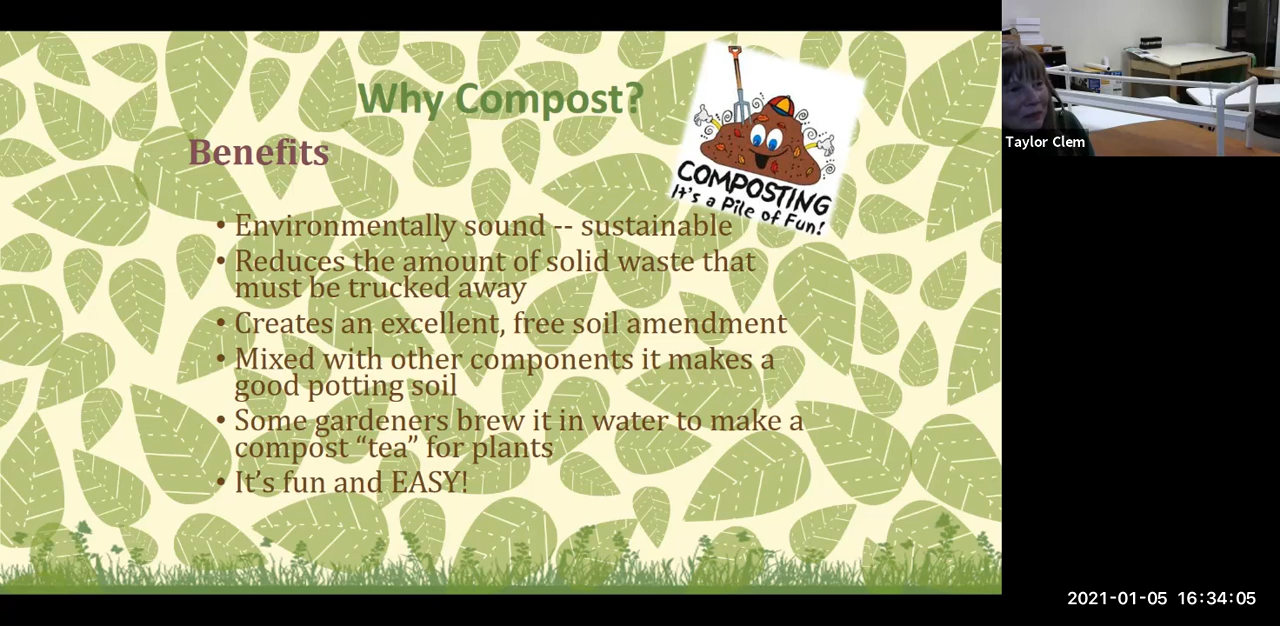 Why Compost?
Benefits
COMPOSTING
It's a Pile of Fun!
• Environmentally sound -- sustainable
• Reduces the amount of solid waste that
must be trucked away
• Creates an excellent, free soil amendment
• Mixed with other components it makes a
good potting soil
• Some gardeners brew it in water to make a
compost “tea” for plants
• It’s fun and EASY!
Taylor Clem
2021-01-05 16:34:05